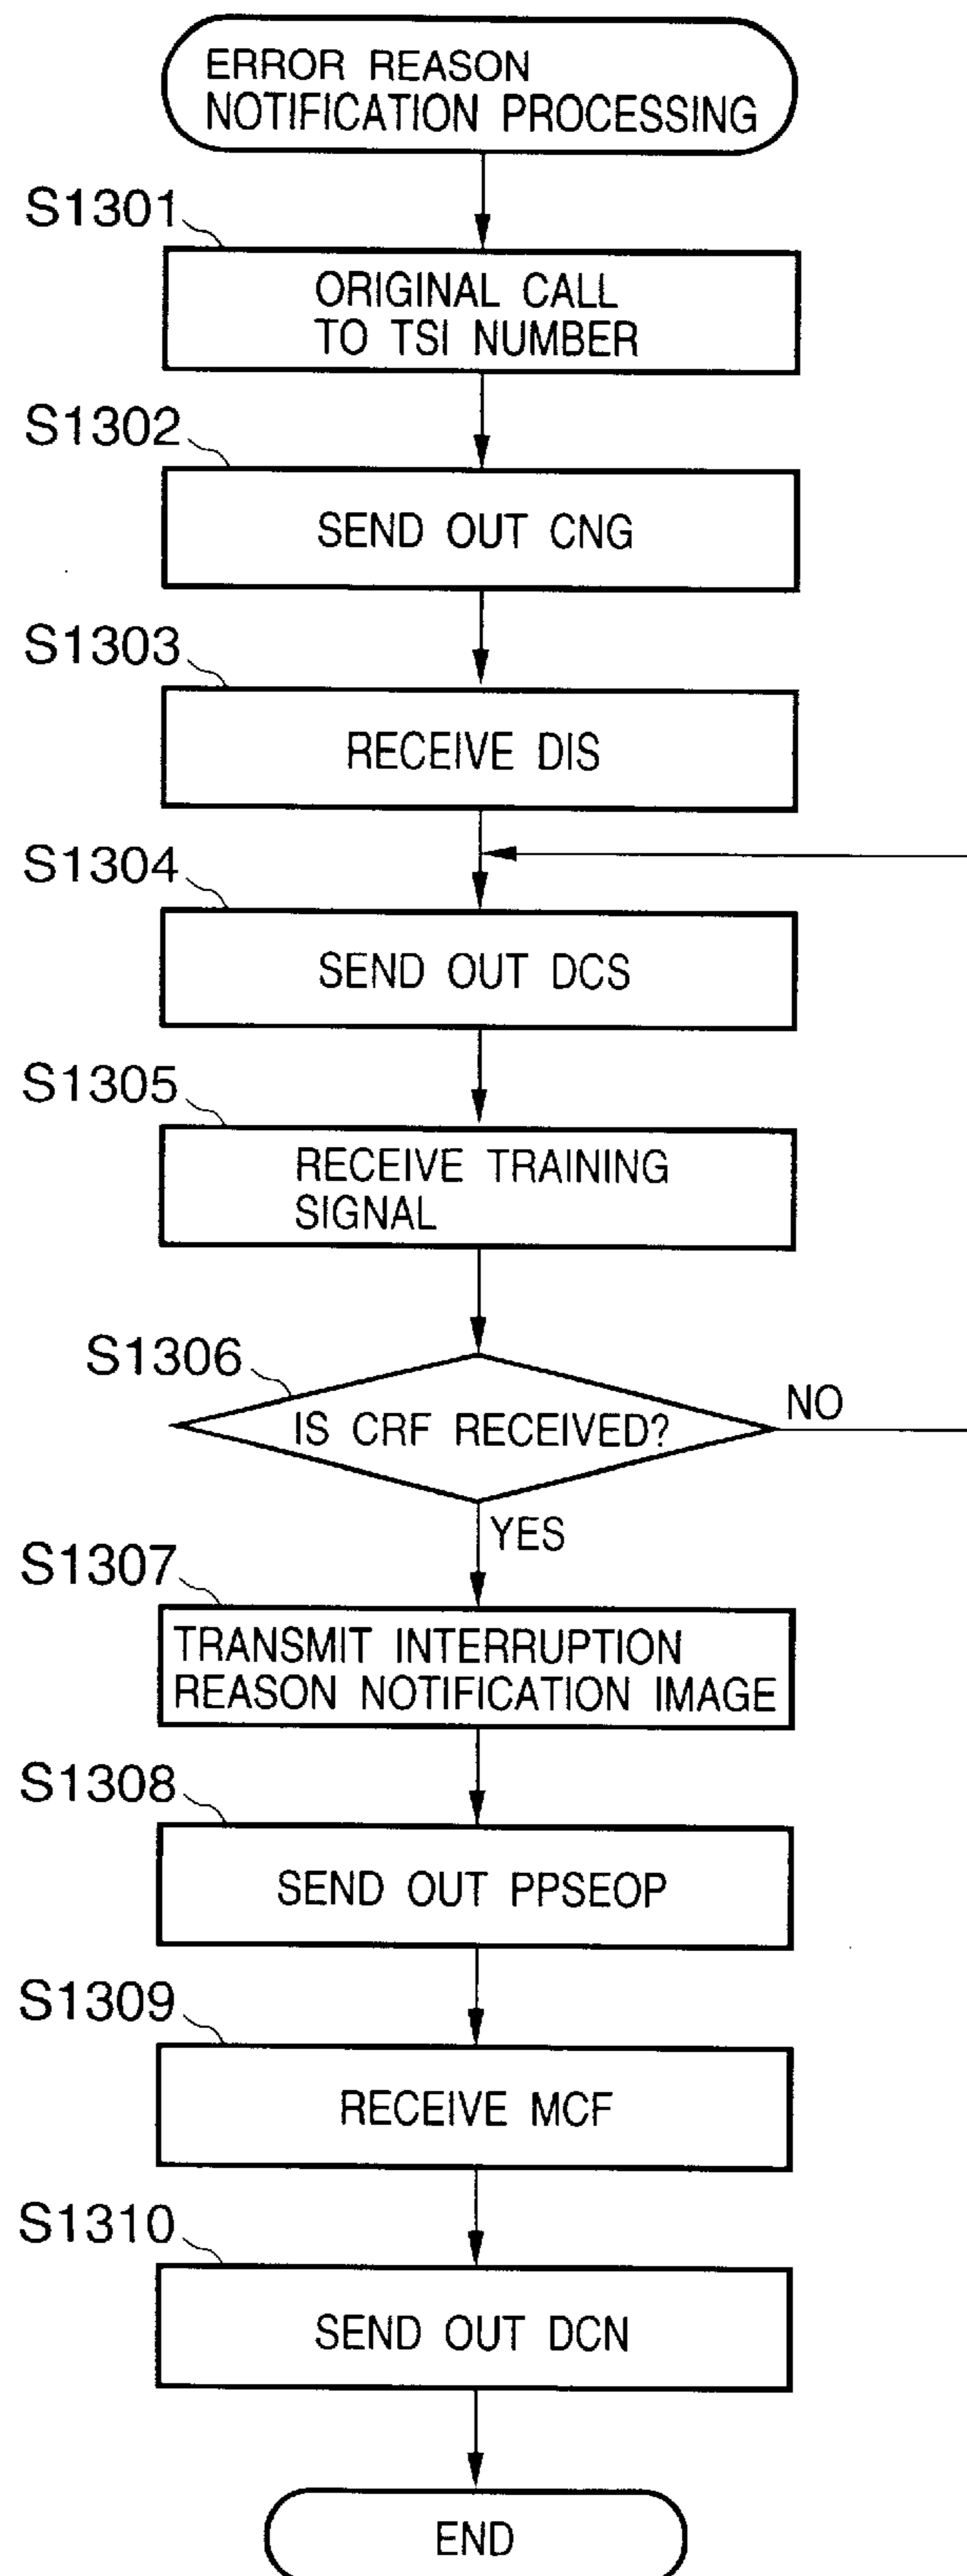 ERROR REASON
NOTIFICATION PROCESSING
S1301
ORIGINAL CALL
TO TSI NUMBER
S1302
SEND OUT CNG
S1303
RECEIVE DIS
S1304
SEND OUT DCS
S1305
RECEIVE TRAINING
SIGNAL
S1306
IS CRF RECEIVED?
NO
YES
S1307
TRANSMIT INTERRUPTION
REASON NOTIFICATION IMAGE
S1308
SEND OUT PPSEOP
S1309
RECEIVE MCF
S1310
SEND OUT DCN
END